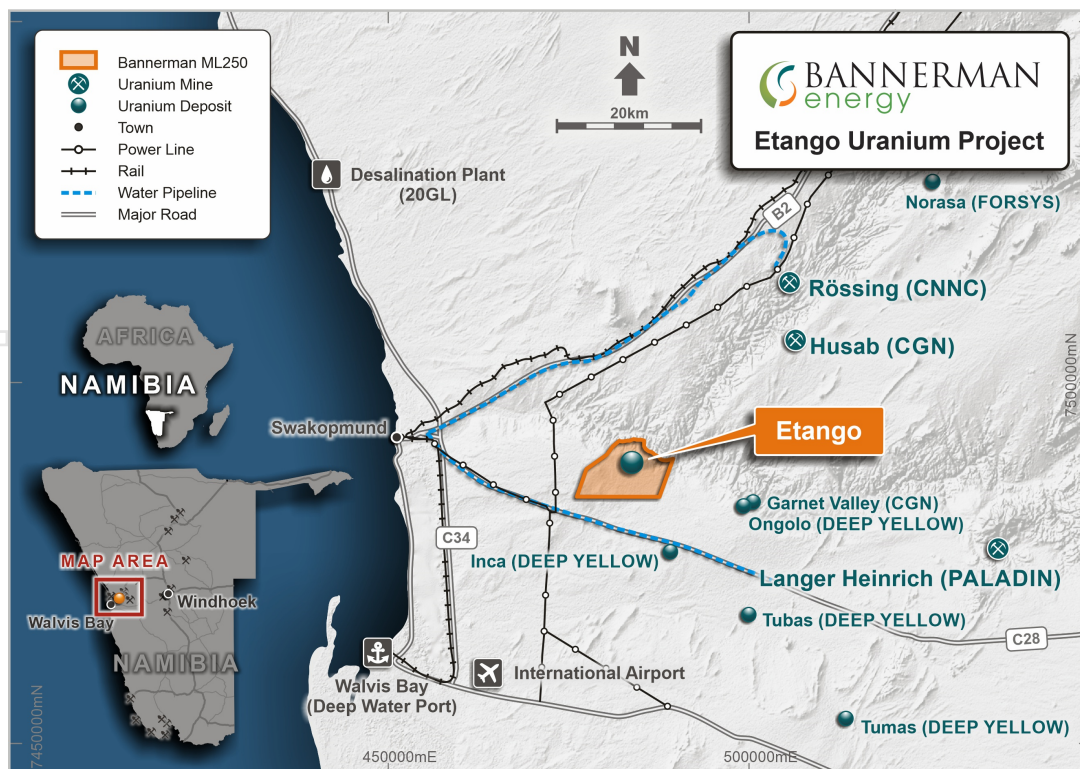 Bannerman ML250
Uranium Mine
Uranium Deposit
Town
Power Line
Rail
Water Pipeline
Major Road
N
20km
BANNERMAN
energy
Etango Uranium Project
Desalination Plant
(20GL)
B2
Norasa (FORSYS)
Rössing (CNNC)
Husab (CGN)
7500000mN
AFRICA
NAMIBIA
Swakopmund
Etango
Garnet Valley (CGN)
Ongolo (DEEP YELLOW)
C34
Inca (DEEP YELLOW)
Langer Heinrich (PALADIN)
MAP AREA
Windhoek
Walvis Bay
NAMIBIA
Tubas (DEEP YELLOW)
C28
International Airport
Walvis Bay
(Deep Water Port)
Tumas (DEEP YELLOW)
7450000mN
450000mE
500000mE